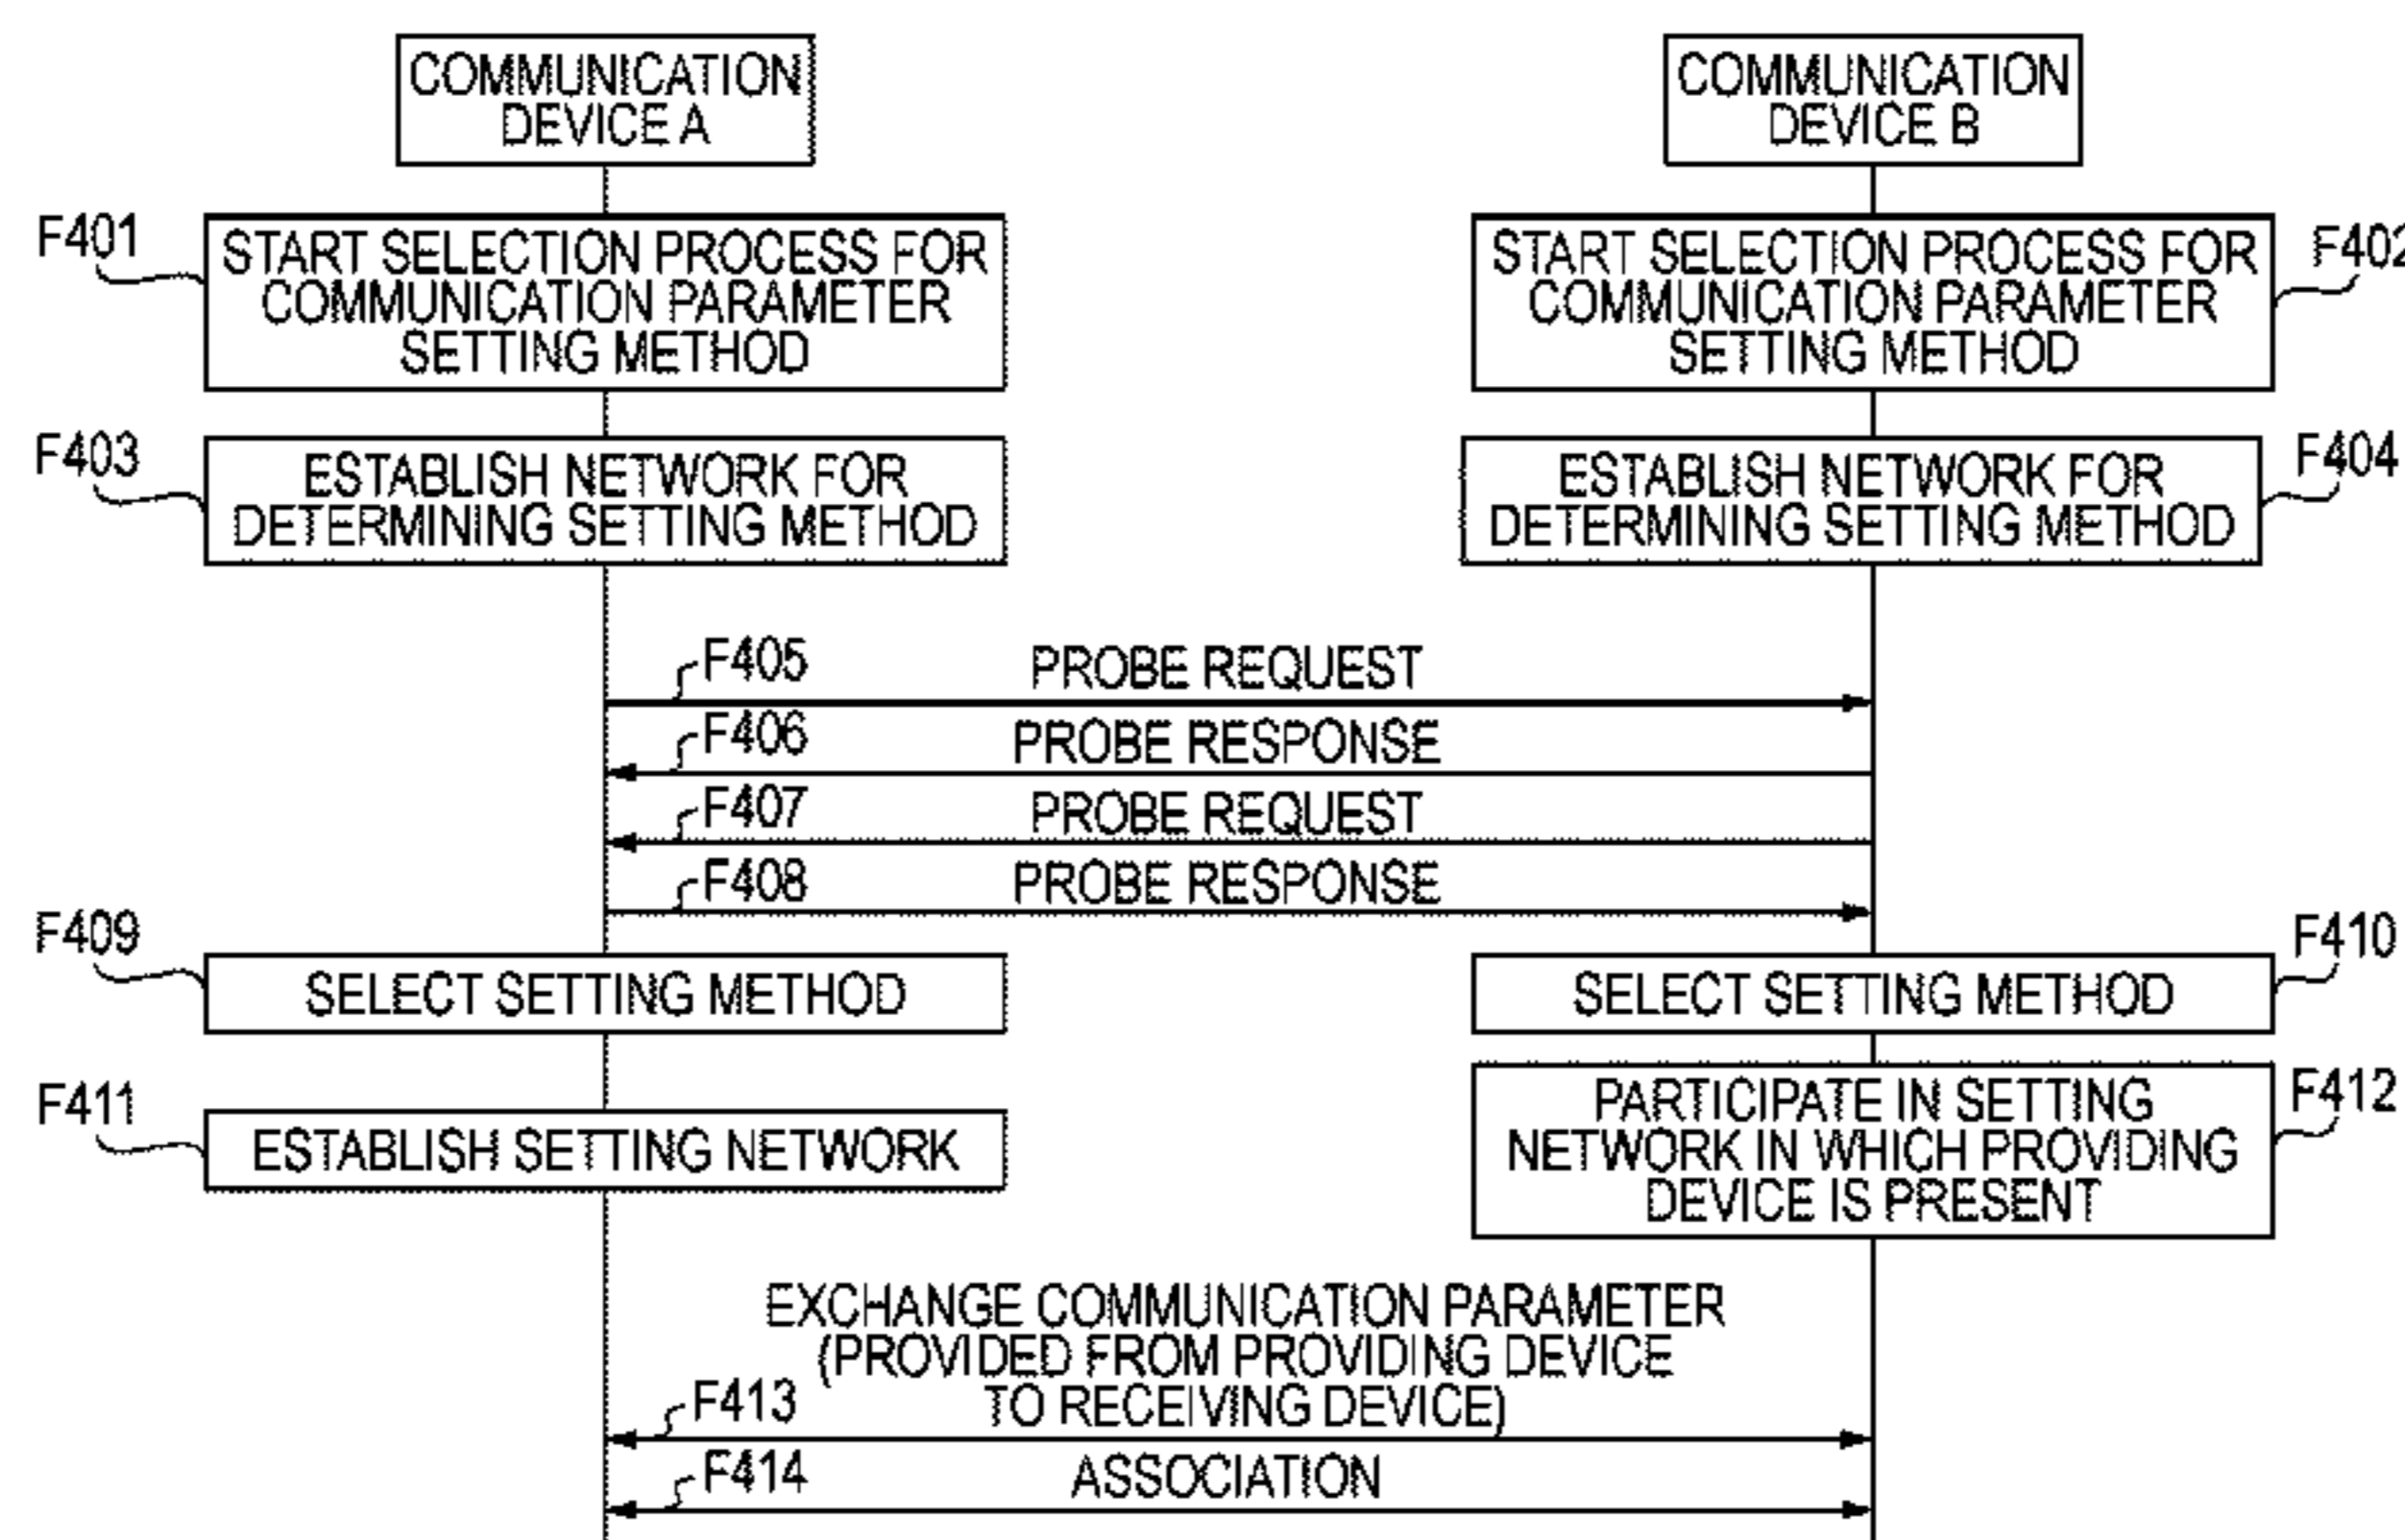 COMMUNICATION
DEVICE A
COMMUNICATION
DEVICE B
F401
START SELECTION PROCESS FOR
COMMUNICATION PARAMETER
SETTING METHOD
START SELECTION PROCESS FOR
COMMUNICATION PARAMETER
SETTING METHOD
F402
F403
ESTABLISH NETWORK FOR
DETERMINING SETTING METHOD
ESTABLISH NETWORK FOR
DETERMINING SETTING METHOD
F404
F405
PROBE REQUEST
F406
PROBE RESPONSE
F407
PROBE REQUEST
F408
PROBE RESPONSE
F409
SELECT SETTING METHOD
SELECT SETTING METHOD
F410
F411
ESTABLISH SETTING NETWORK
PARTICIPATE IN SETTING
NETWORK IN WHICH PROVIDING
DEVICE IS PRESENT
F412
EXCHANGE COMMUNICATION PARAMETER
(PROVIDED FROM PROVIDING DEVICE
TO RECEIVING DEVICE)
F413
F414
ASSOCIATION